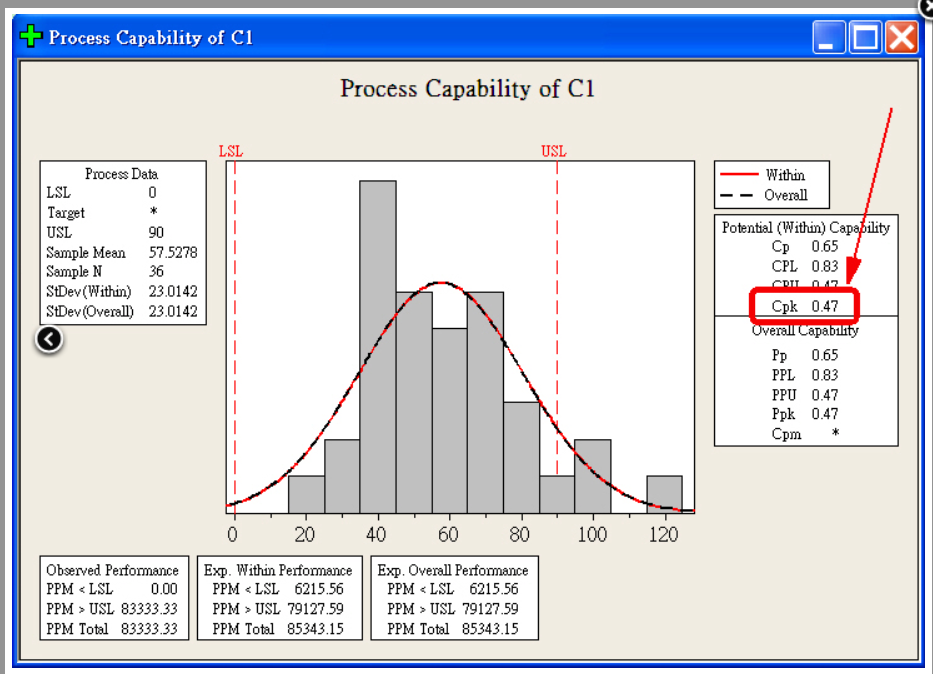 Process Capability of C1
Process Capability of C1
LSL
USL
Process Data
LSL 0
Target *
USL 90
Sample Mean 57.5278
Sample N 36
StDev(Within) 23.0142
StDev(Overall) 23.0142
Within
Overall
Potential (Within) Capability
Cp 0.65
CPL 0.83
CPU 0.47
Cpk 0.47
Overall Capability
Pp 0.65
PPL 0.83
PPU 0.47
Ppk 0.47
Cpm *
0 20 40 60 80 100 120
Observed Performance
PPM < LSL 0.00
PPM > USL 83333.33
PPM Total 83333.33
Exp. Within Performance
PPM < LSL 6215.56
PPM > USL 79127.59
PPM Total 85343.15
Exp. Overall Performance
PPM < LSL 6215.56
PPM > USL 79127.59
PPM Total 85343.15